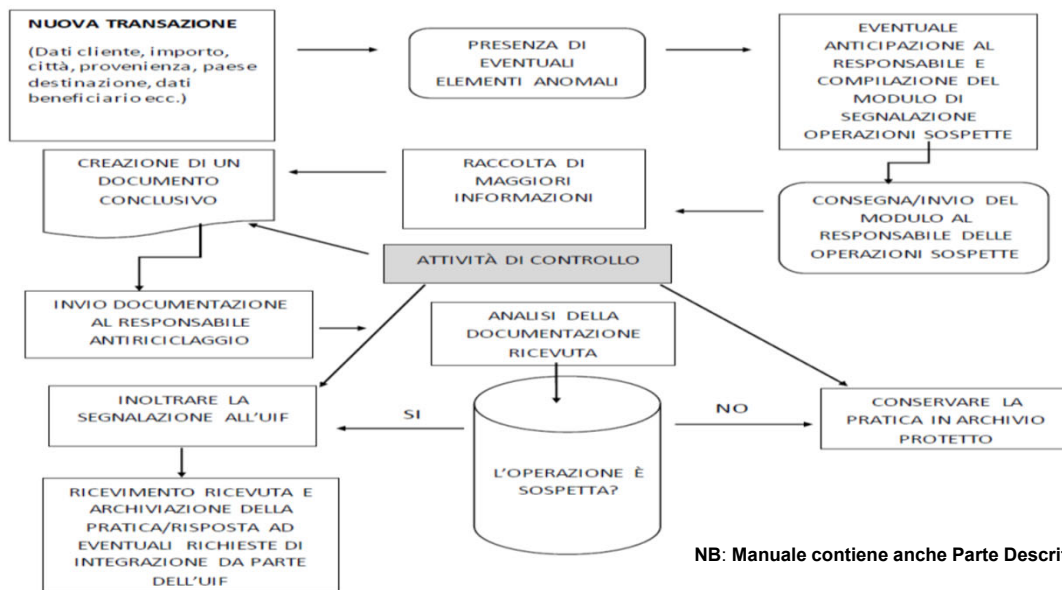 NUOVA TRANSAZIONE
(Dati cliente, importo,
città, provenienza, paese
destinazione, dati
beneficiario ecc.)
PRESENZA DI
EVENTUALI
ELEMENTI ANOMALI
EVENTUALE
ANTICIPAZIONE AL
RESPONSABILE E
COMPILAZIONE DEL
MODULO DI
SEGNALAZIONE
OPERAZIONI SOSPETTE
CONSEGNA/INVIO DEL
MODULO AL
RESPONSABILE DELLE
OPERAZIONI SOSPETTE
RACCOLTA DI
MAGGIORI
INFORMAZIONI
CREAZIONE DI UN
DOCUMENTO
CONCLUSIVO
ATTIVITÀ DI CONTROLLO
INVIO DOCUMENTAZIONE
AL RESPONSABILE
ANTIRICICLAGGIO
ANALISI DELLA
DOCUMENTAZIONE
RICEVUTA
L'OPERAZIONE È
SOSPETTA?
SI
NO
INOLTRARE LA
SEGNALAZIONE ALL'UIF
CONSERVARE LA
PRATICA IN ARCHIVIO
PROTETTO
RICEVIMENTO RICEVUTA E
ARCHIVIAZIONE DELLA
PRATICA/RISPOSTA AD
EVENTUALI RICHIESTE DI
INTEGRAZIONE DA PARTE
DELL'UIF
NB: Manuale contiene anche Parte Descrit